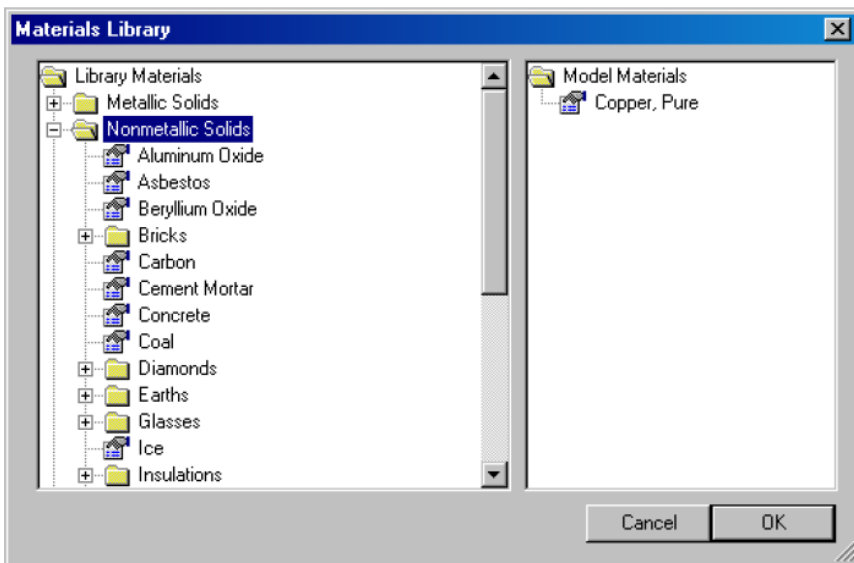 Materials Library
Library Materials
Metallic Solids
Nonmetallic Solids
Aluminum Oxide
Asbestos
Beryllium Oxide
Bricks
Carbon
Cement Mortar
Concrete
Coal
Diamonds
Earths
Glasses
Ice
Insulations
Model Materials
Copper, Pure
Cancel
OK